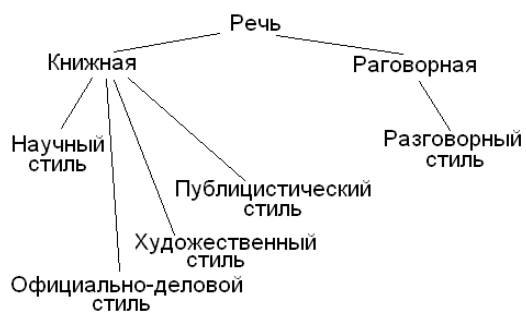 Речь
Книжная
Раговорная
Научный
стиль
Разговорный
стиль
Публицистический
стиль
Художественный
стиль
Официально-деловой
стиль